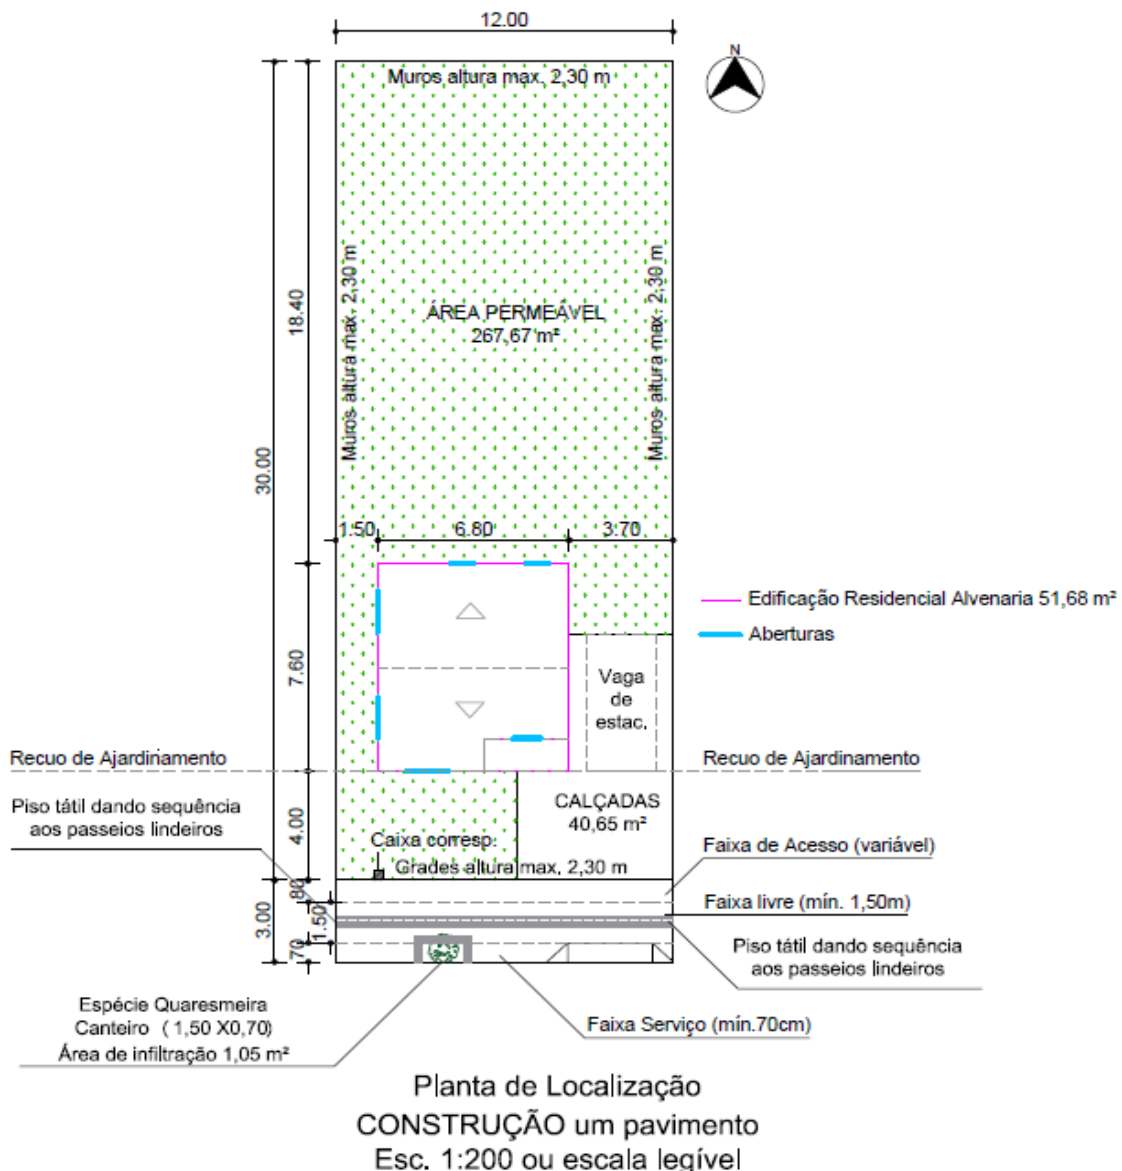 12.00
N
Muros altura max. 2,30 m
18.40
30.00
Muros altura max. 2,30 m
Muros altura max. 2,30 m
ÁREA PERMEÁVEL
267,67 m²
1.50
6.80
3.70
Edificação Residencial Alvenaria 51,68 m²
Aberturas
7.60
Vaga
de
estac.
Recuo de Ajardinamento
Recuo de Ajardinamento
Piso tátil dando sequência
aos passeios lindeiros
4.00
CALÇADAS
40,65 m²
Caixa corresp.
Grades altura max, 2,30 m
Faixa de Acesso (variável)
.80
Faixa livre (mín. 1,50m)
3.00
1.50
.70
Piso tátil dando sequência
aos passeios lindeiros
Espécie Quaresmeira
Canteiro ( 1,50 X0,70)
Área de infiltração 1,05 m²
Faixa Serviço (mín.70cm)
Planta de Localização
CONSTRUÇÃO um pavimento
Esc. 1:200 ou escala legível